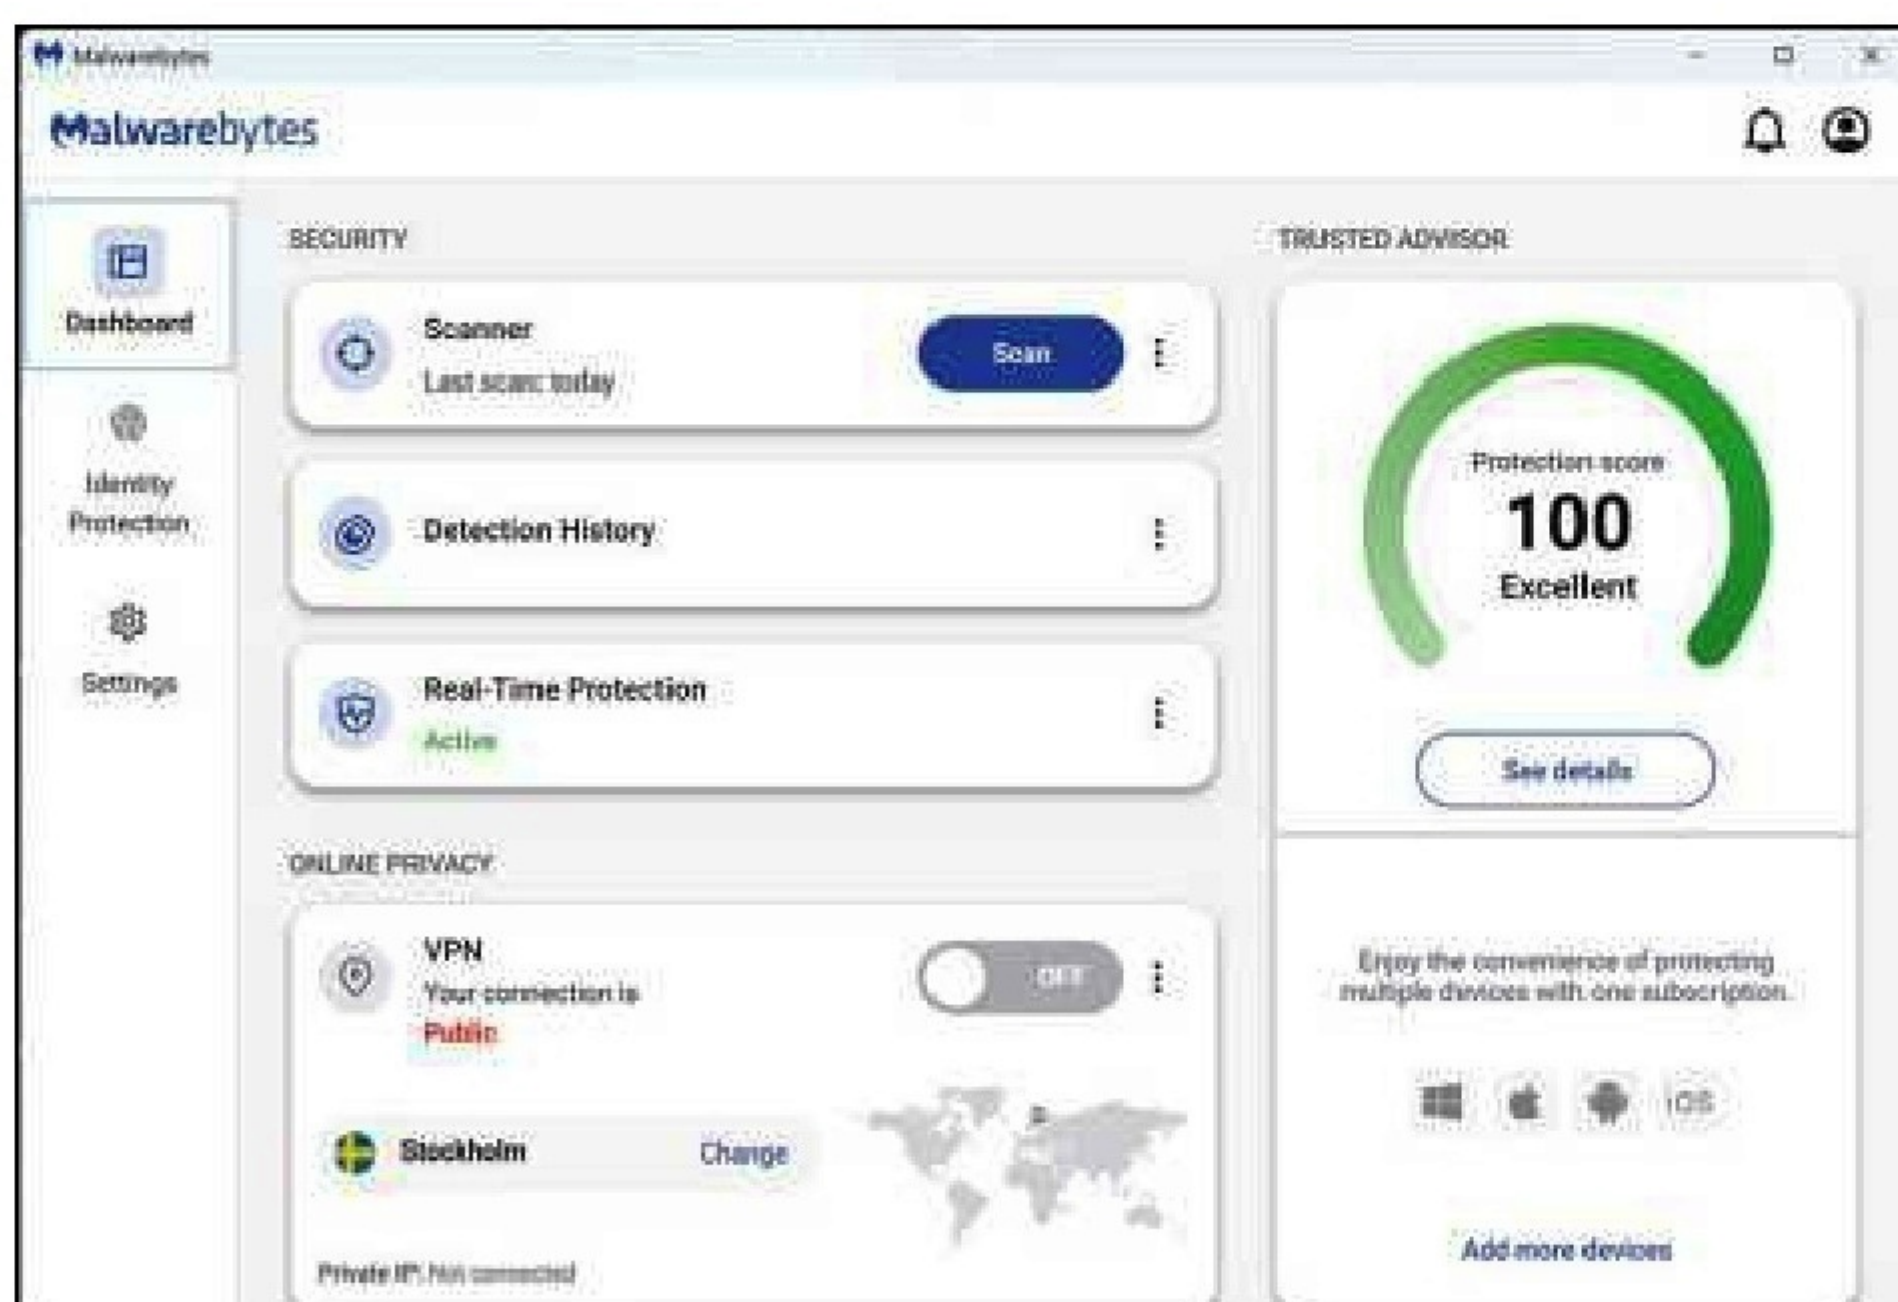 Malwarebytes
Malwarebytes
Dashboard
Identity
Protection
Settings
SECURITY
Scanner
Last scan: today
Scan
Detection History
Real-Time Protection
Active
ONLINE PRIVACY
VPN
Your connection is
Public
OFF
Stockholm
Change
Private IP: Not connected
TRUSTED ADVISOR
Protection score
100
Excellent
See details
Enjoy the convenience of protecting
multiple devices with one subscription.
iOS
Add more devices